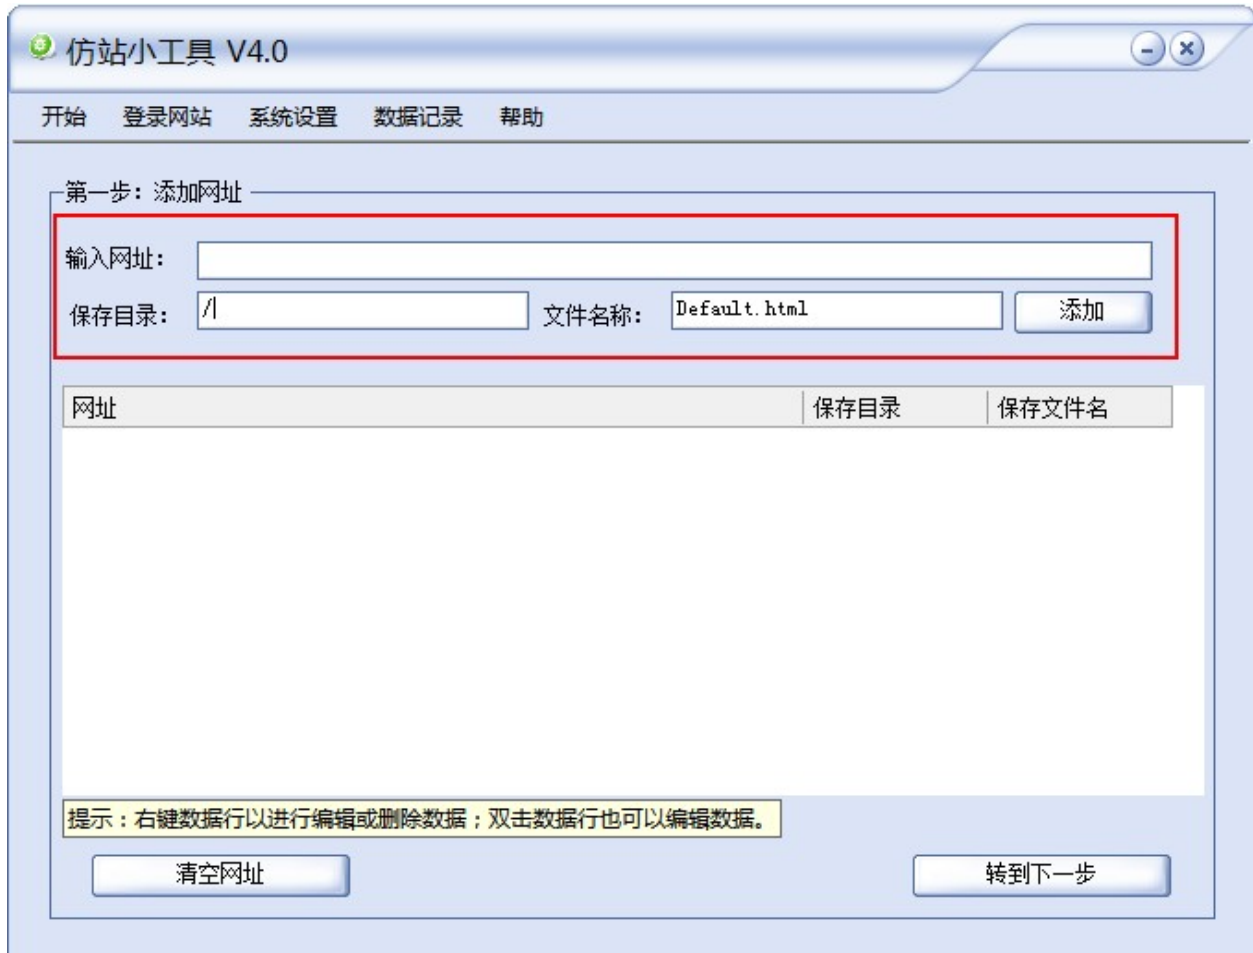 仿站小工具 V4.0
开始 登录网站 系统设置 数据记录 帮助
第一步：添加网址
输入网址：
保存目录： / 文件名称： Default.html 添加
网址 保存目录 保存文件名
提示：右键数据行以进行编辑或删除数据；双击数据行也可以编辑数据。
清空网址 转到下一步